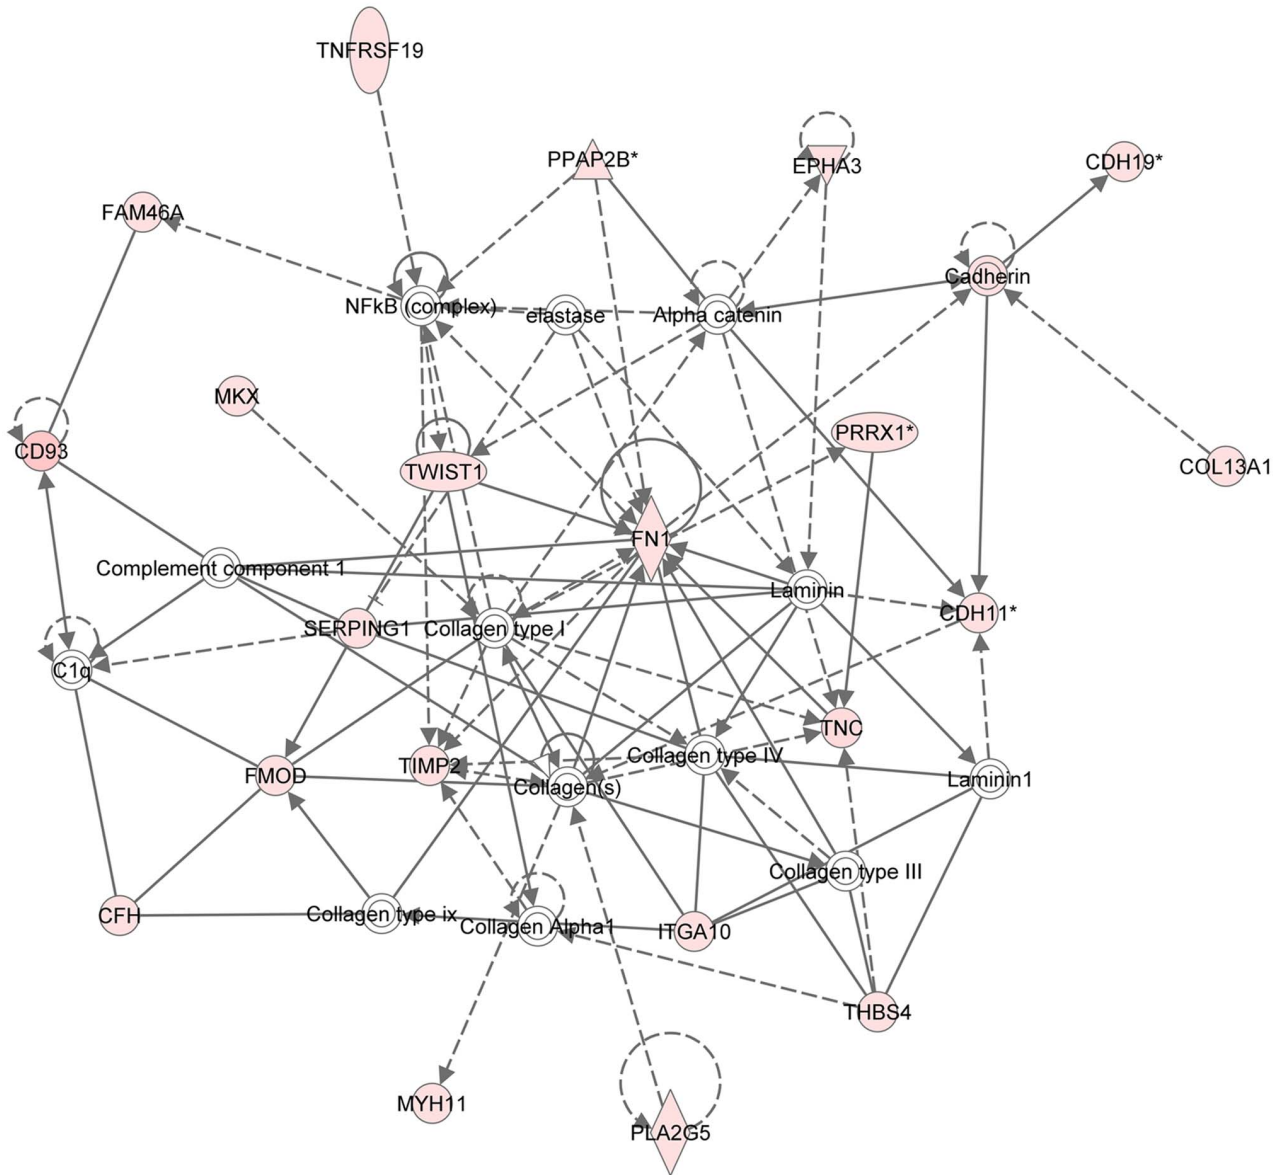 TNFRSF19
PPAP2B*
EPHA3
CDH19*
FAM46A
Cadherin
NFkB (complex)
elastase
Alpha catenin
MKX
PRRX1*
CD93
TWIST1
COL13A1
FN1
Complement component 1
Laminin
CDH11*
SERPING1
Collagen type I
C1q
TNC
Collagen type IV
TIMP2
FMOD
Laminin1
Collagen(s)
Collagen type III
CFH
Collagen type ix
Collagen Alpha1
ITGA10
THBS4
MYH11
PLA2G5